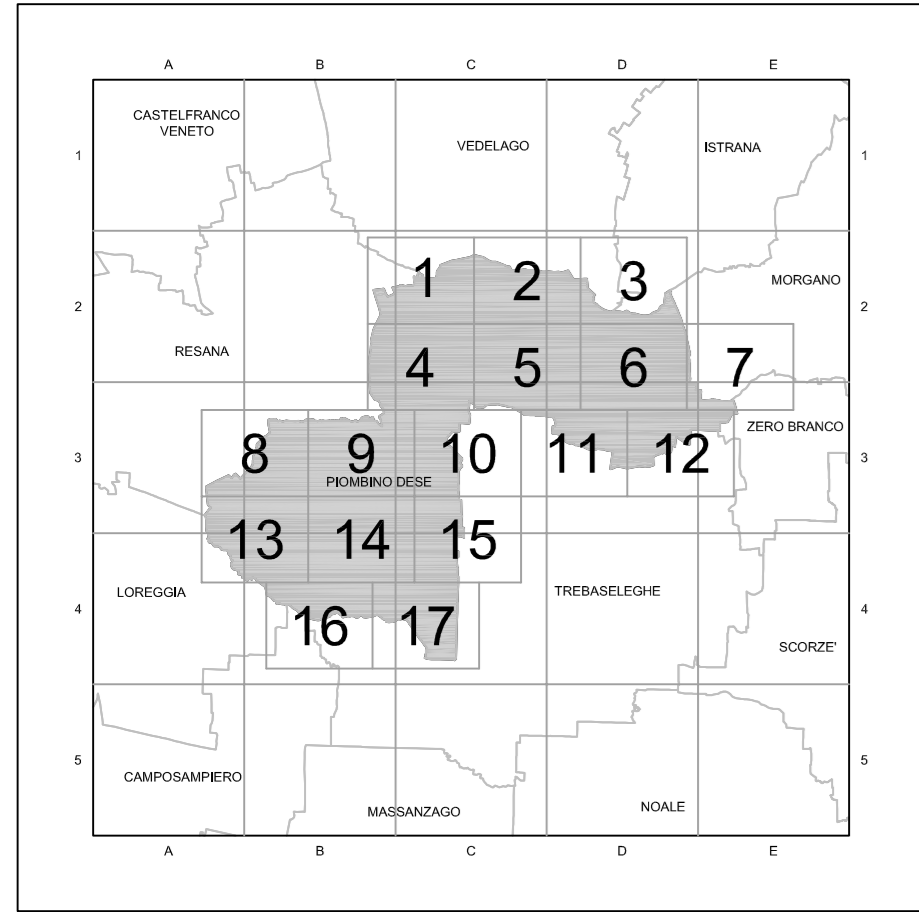 A B C D E
CASTELFRANCO
VENETO
1 VEDELAGO ISTRANA 1
1 2 3
MORGANO
2 2
RESANA 4 5 6 7
ZERO BRANCO
8 9 10 11 12
3 3
PIOMBINO DESE
13 14 15
LOREGGIA TREBASELEGHE
4 4
16 17
SCORZE'
5 5
CAMPOSAMPIERO
NOALE
MASSANZAGO
A B C D E